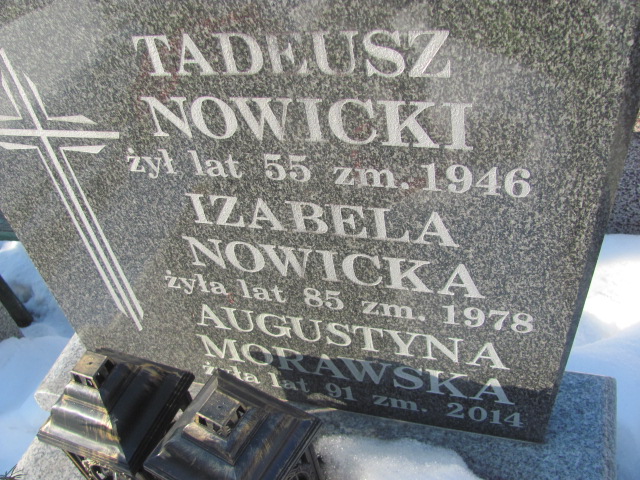 TADEUSZ
NOWICKI
żył lat 55 zm. 1946
IZABELA
NOWICKA
żyła lat 85 zm. 1978
AUGUSTYNA
MORAWSKA
żyła lat 91 zm. 2014